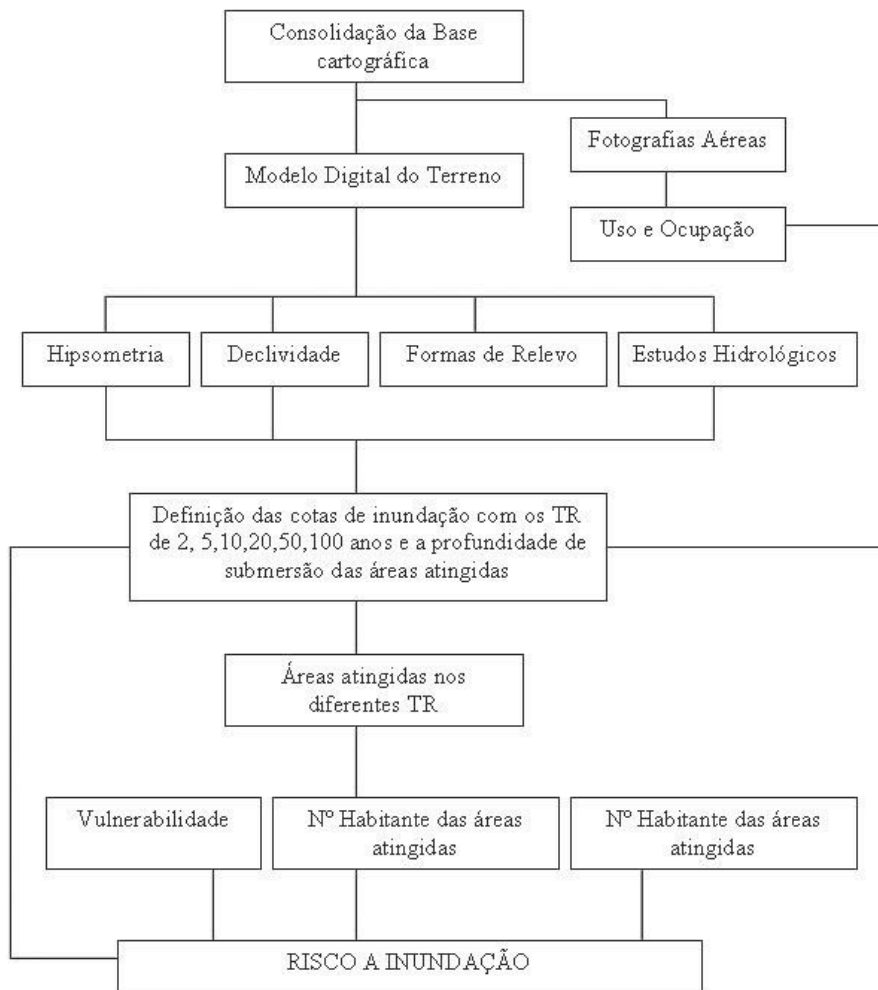 Consolidação da Base
cartográfica
Fotografias Aéreas
Modelo Digital do Terreno
Uso e Ocupação
Hipsometria
Declividade
Formas de Relevo
Estudos Hidrológicos
Definição das cotas de inundação com os TR
de 2, 5,10,20,50,100 anos e a profundidade de
submersão das áreas atingidas
Áreas atingidas nos
diferentes TR
Vulnerabilidade
Nº Habitante das áreas
atingidas
Nº Habitante das áreas
atingidas
RISCO A INUNDAÇÃO